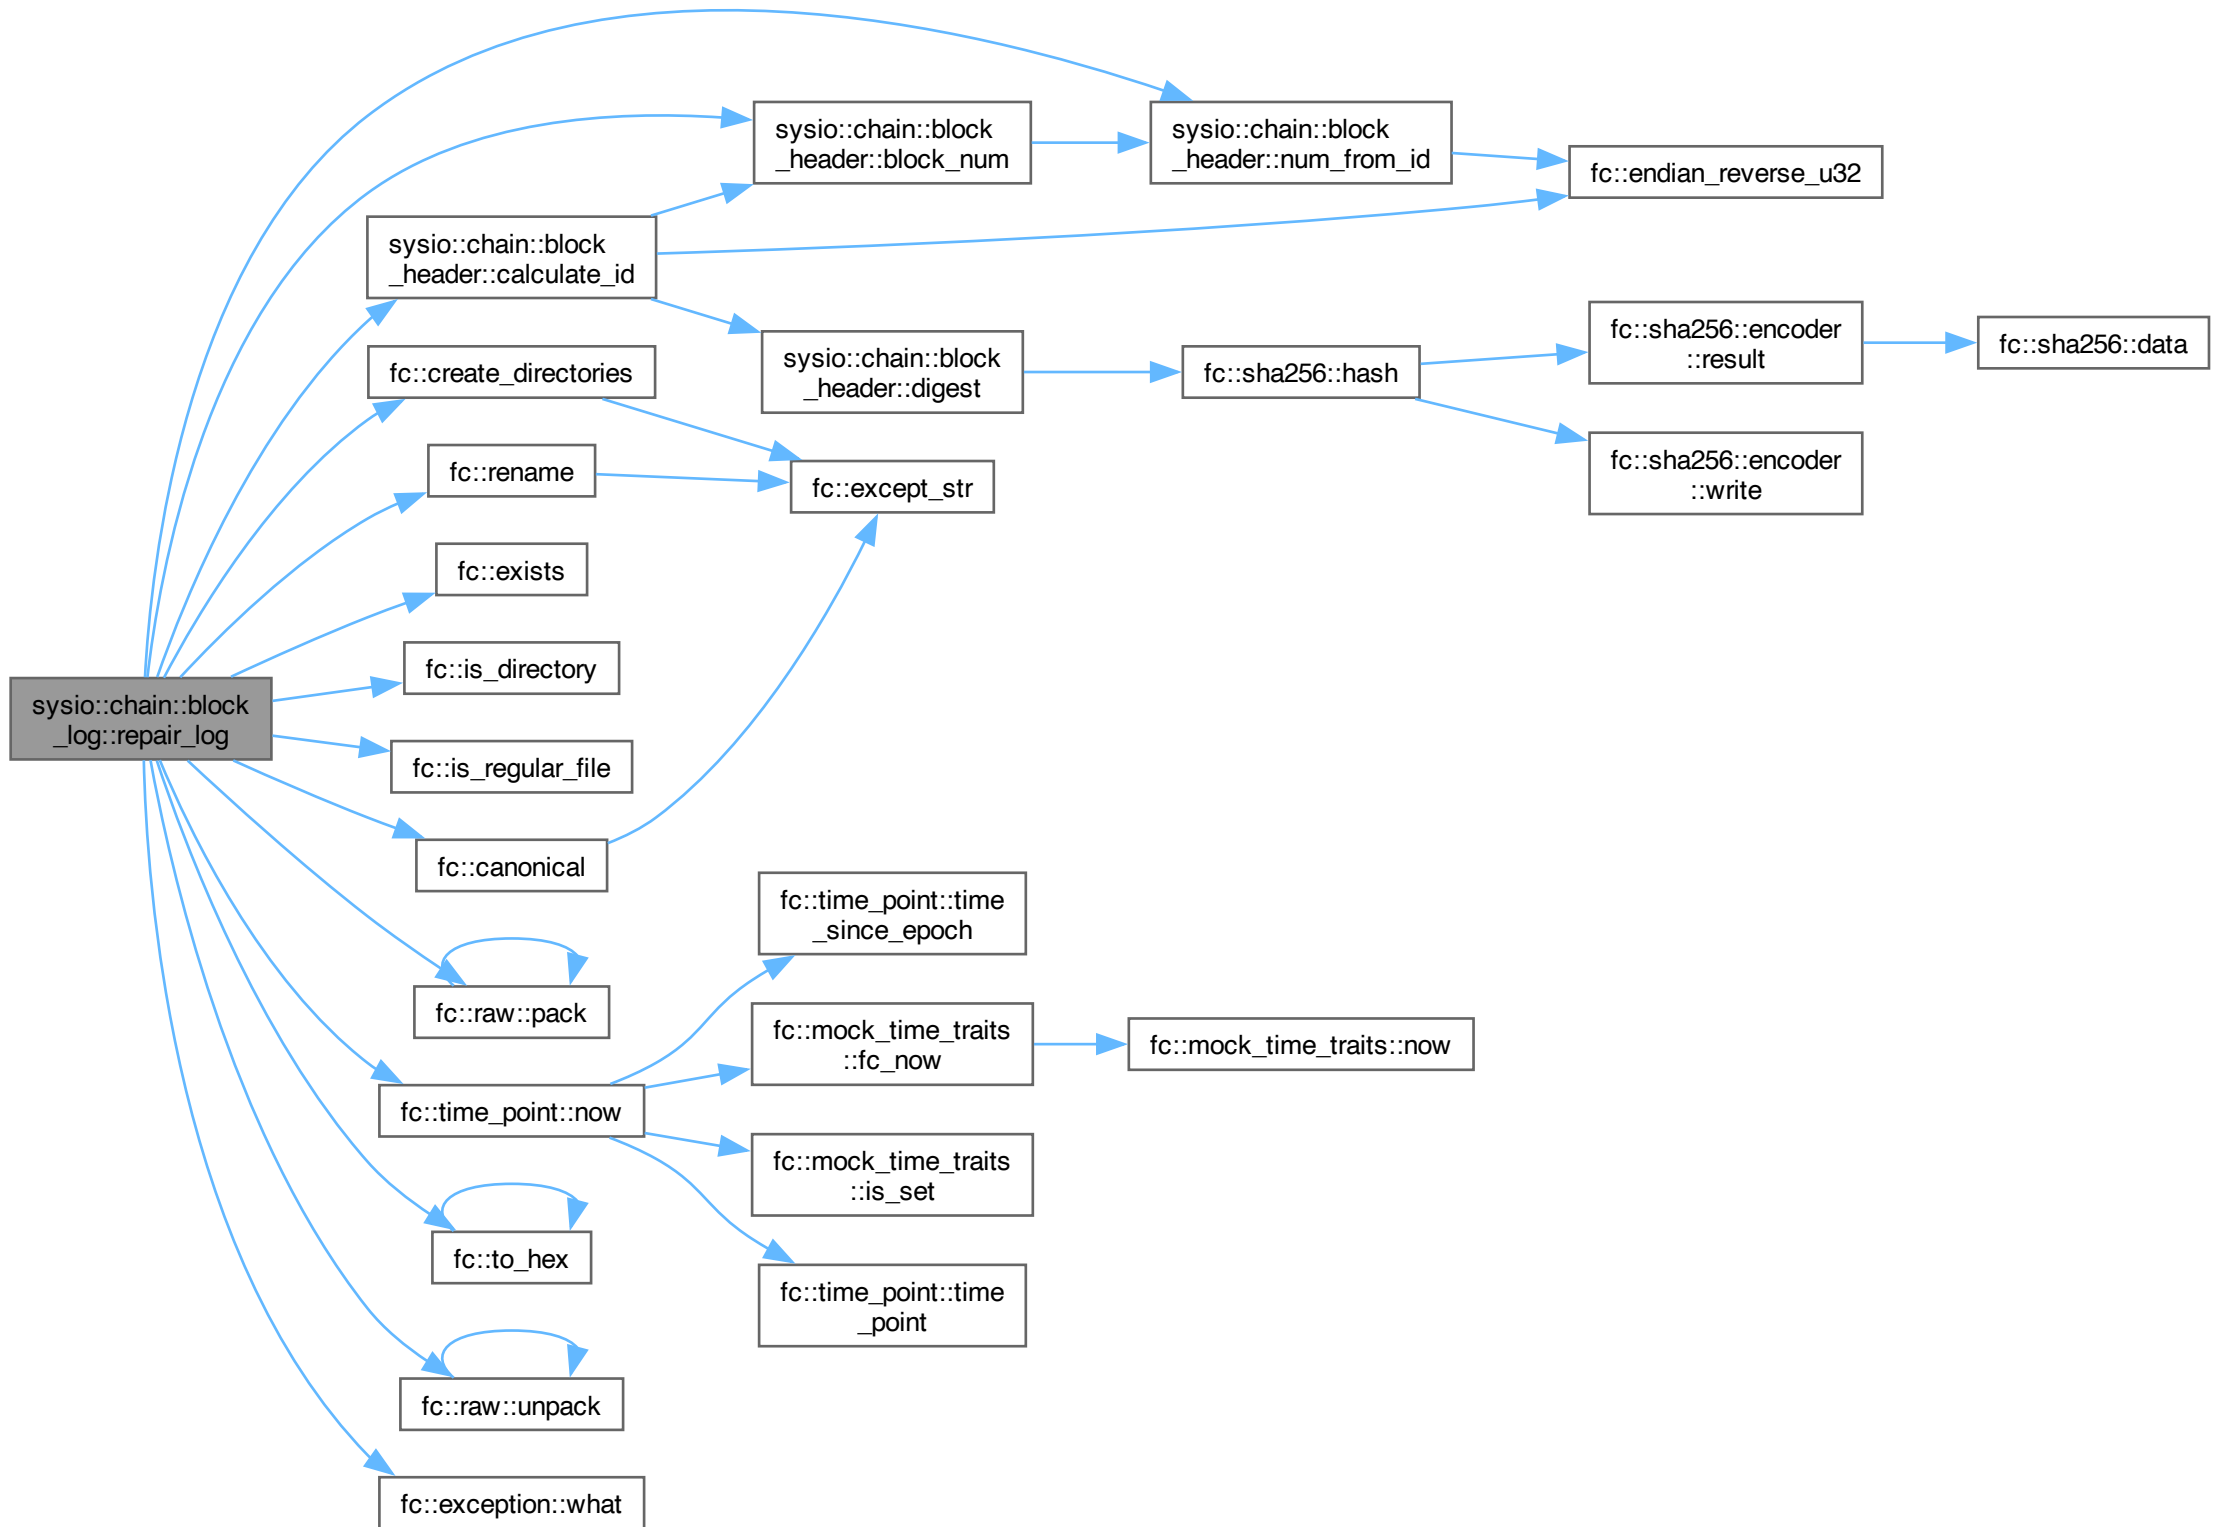 sysio::chain::block
_log::repair_log
sysio::chain::block
_header::block_num
sysio::chain::block
_header::num_from_id
fc::endian_reverse_u32
sysio::chain::block
_header::calculate_id
sysio::chain::block
_header::digest
fc::sha256::hash
fc::sha256::encoder
::result
fc::sha256::data
fc::sha256::encoder
::write
fc::create_directories
fc::rename
fc::except_str
fc::exists
fc::is_directory
fc::is_regular_file
fc::canonical
fc::raw::pack
fc::time_point::now
fc::time_point::time
_since_epoch
fc::mock_time_traits
::fc_now
fc::mock_time_traits::now
fc::mock_time_traits
::is_set
fc::time_point::time
_point
fc::to_hex
fc::raw::unpack
fc::exception::what